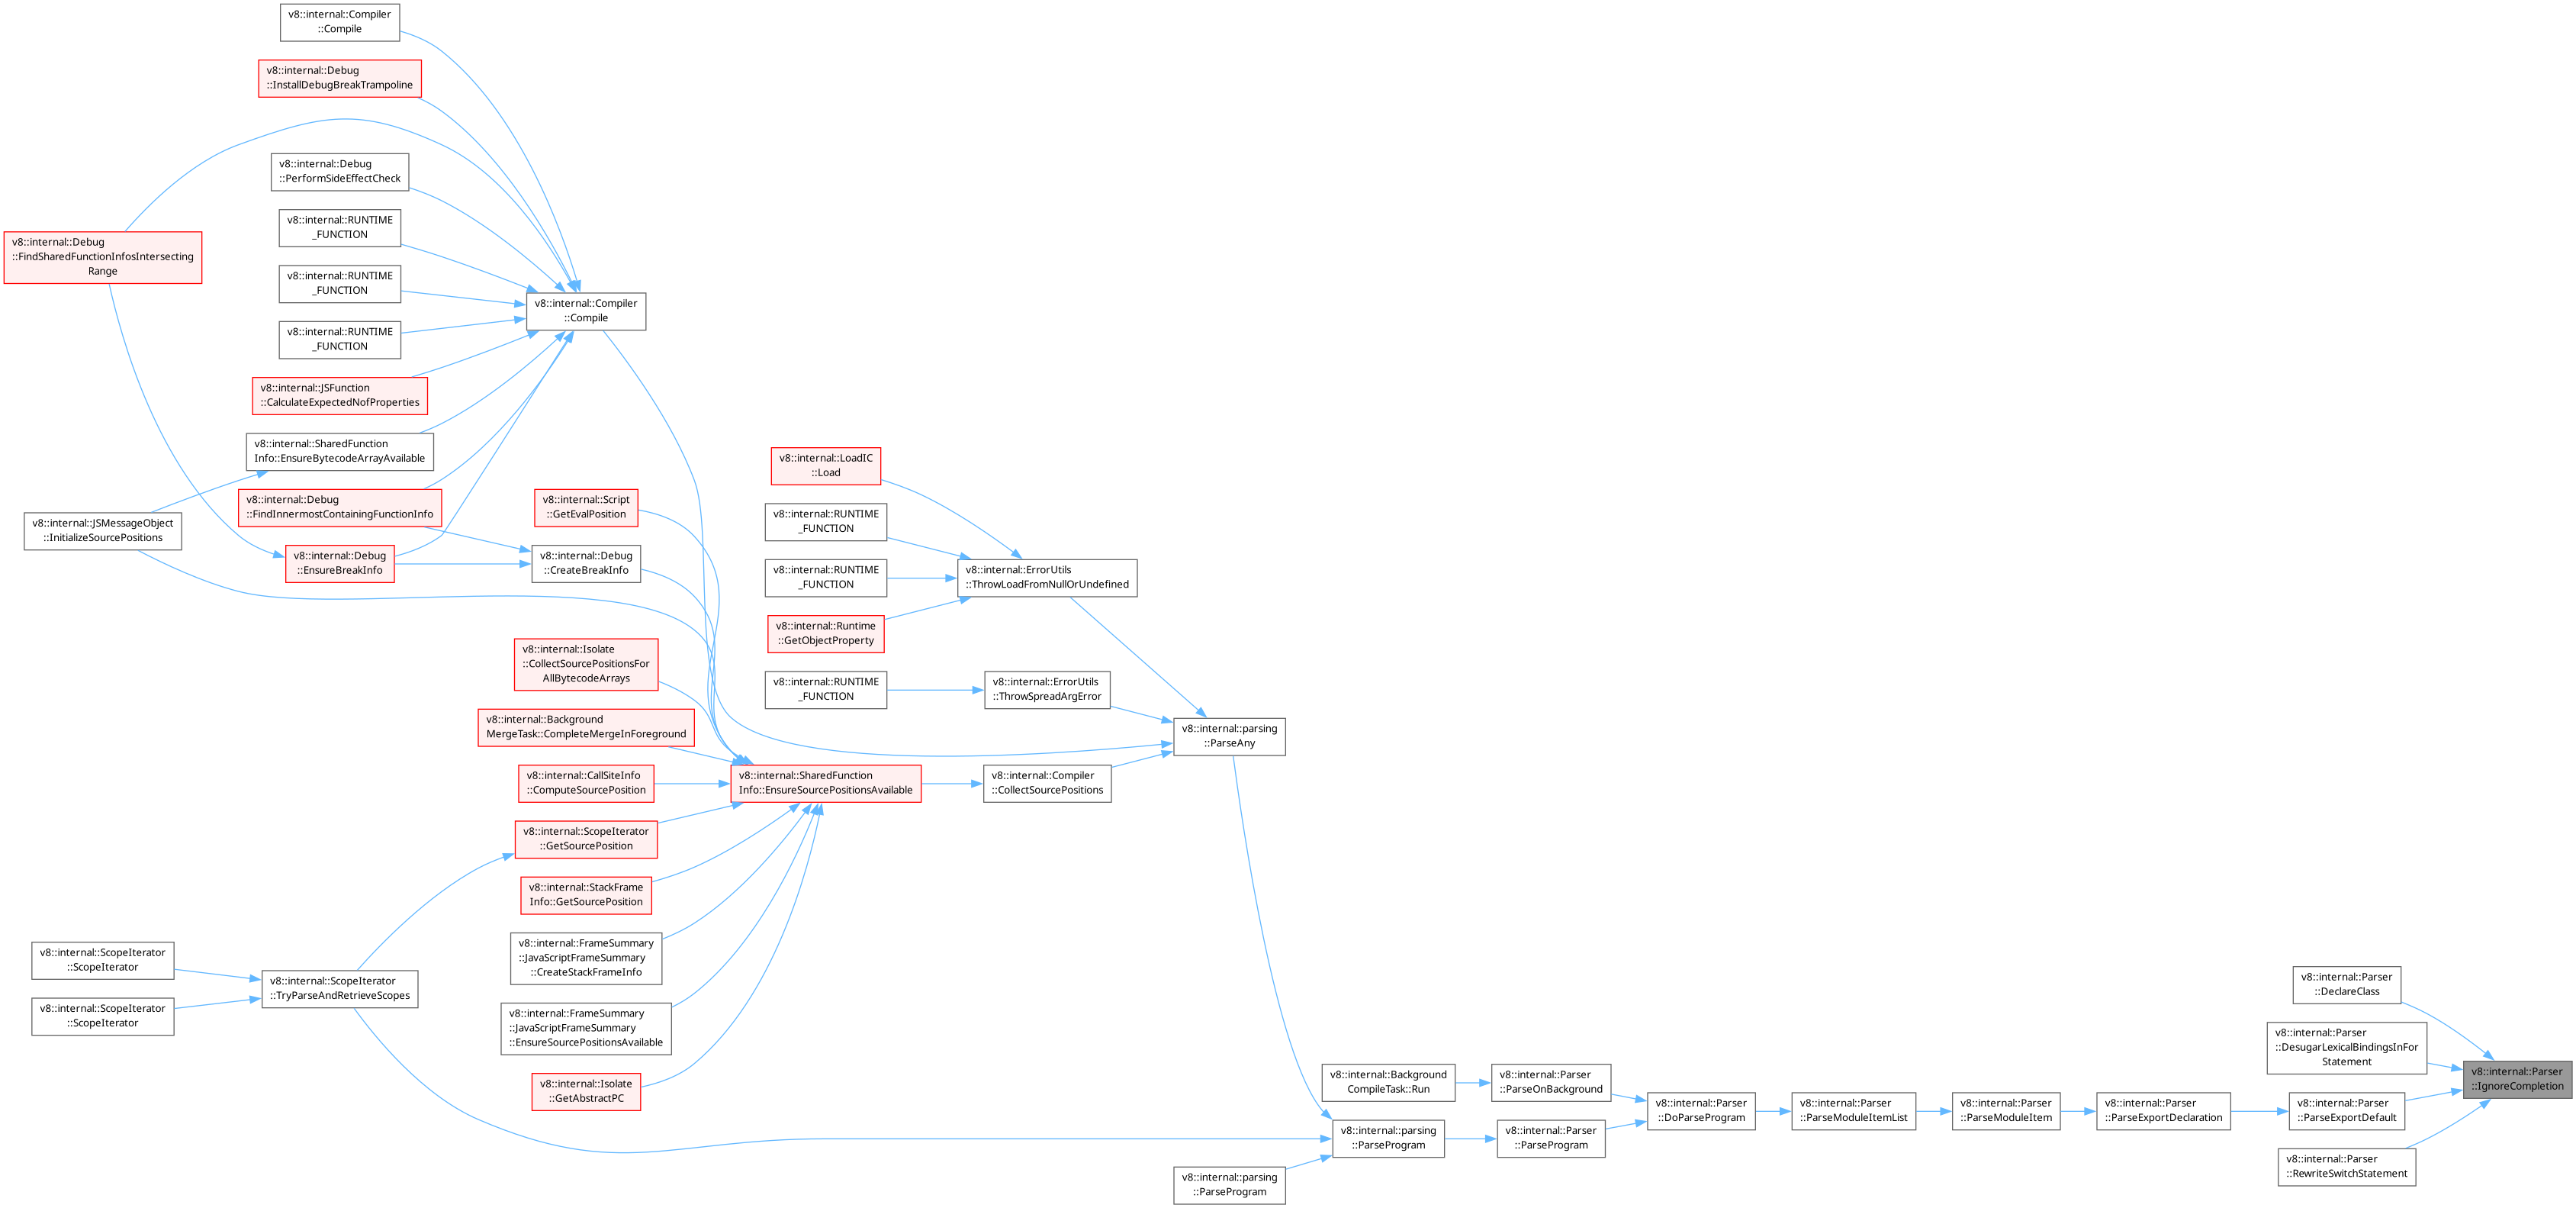 v8::internal::Compiler
::Compile
v8::internal::Debug
::InstallDebugBreakTrampoline
v8::internal::Debug
::PerformSideEffectCheck
v8::internal::RUNTIME
_FUNCTION
v8::internal::Debug
::FindSharedFunctionInfosIntersecting
Range
v8::internal::RUNTIME
_FUNCTION
v8::internal::Compiler
::Compile
v8::internal::RUNTIME
_FUNCTION
v8::internal::JSFunction
::CalculateExpectedNofProperties
v8::internal::SharedFunction
Info::EnsureBytecodeArrayAvailable
v8::internal::LoadIC
::Load
v8::internal::Debug
::FindInnermostContainingFunctionInfo
v8::internal::Script
::GetEvalPosition
v8::internal::RUNTIME
_FUNCTION
v8::internal::JSMessageObject
::InitializeSourcePositions
v8::internal::Debug
::EnsureBreakInfo
v8::internal::Debug
::CreateBreakInfo
v8::internal::RUNTIME
_FUNCTION
v8::internal::ErrorUtils
::ThrowLoadFromNullOrUndefined
v8::internal::Runtime
::GetObjectProperty
v8::internal::Isolate
::CollectSourcePositionsFor
AllBytecodeArrays
v8::internal::RUNTIME
_FUNCTION
v8::internal::ErrorUtils
::ThrowSpreadArgError
v8::internal::Background
MergeTask::CompleteMergeInForeground
v8::internal::parsing
::ParseAny
v8::internal::CallSiteInfo
::ComputeSourcePosition
v8::internal::SharedFunction
Info::EnsureSourcePositionsAvailable
v8::internal::Compiler
::CollectSourcePositions
v8::internal::ScopeIterator
::GetSourcePosition
v8::internal::StackFrame
Info::GetSourcePosition
v8::internal::FrameSummary
::JavaScriptFrameSummary
::CreateStackFrameInfo
v8::internal::ScopeIterator
::ScopeIterator
v8::internal::ScopeIterator
::TryParseAndRetrieveScopes
v8::internal::ScopeIterator
::ScopeIterator
v8::internal::FrameSummary
::JavaScriptFrameSummary
::EnsureSourcePositionsAvailable
v8::internal::Isolate
::GetAbstractPC
v8::internal::Parser
::DeclareClass
v8::internal::Parser
::DesugarLexicalBindingsInFor
Statement
v8::internal::Parser
::IgnoreCompletion
v8::internal::Background
CompileTask::Run
v8::internal::Parser
::ParseOnBackground
v8::internal::Parser
::DoParseProgram
v8::internal::Parser
::ParseModuleItemList
v8::internal::Parser
::ParseModuleItem
v8::internal::Parser
::ParseExportDeclaration
v8::internal::Parser
::ParseExportDefault
v8::internal::parsing
::ParseProgram
v8::internal::Parser
::ParseProgram
v8::internal::Parser
::RewriteSwitchStatement
v8::internal::parsing
::ParseProgram